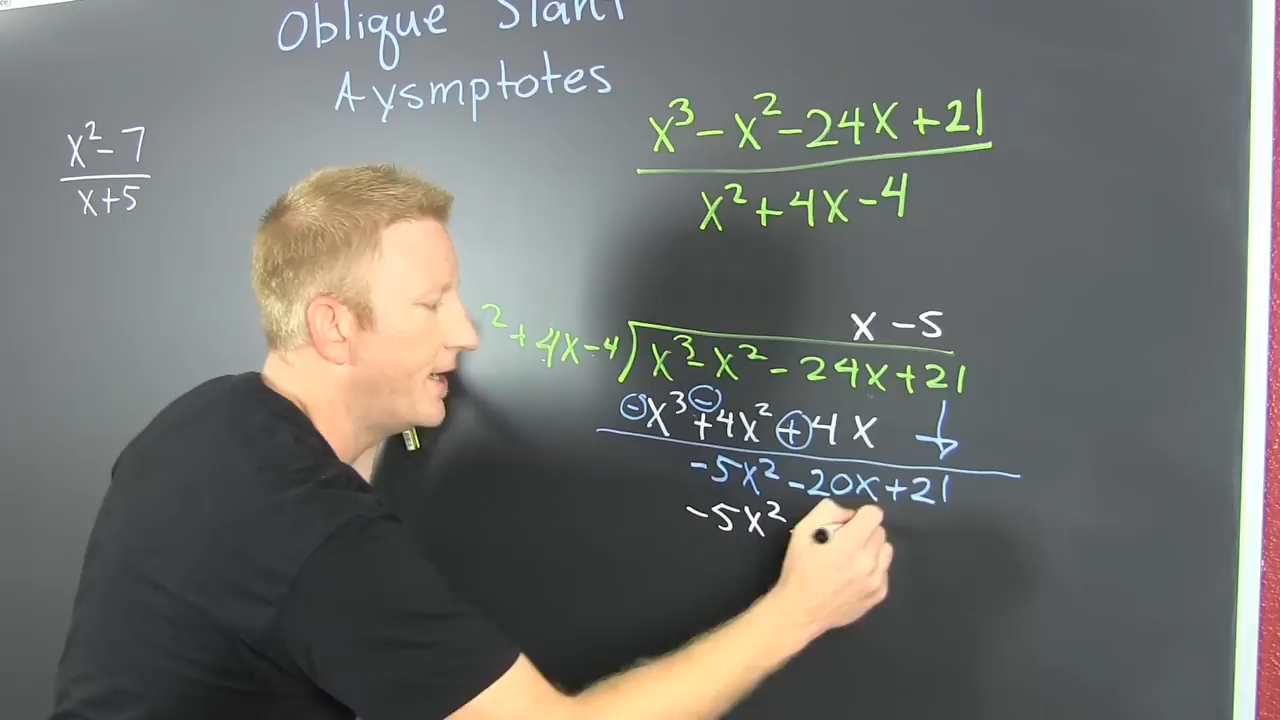 Oblique Slant
Aysmptotes
x² - 7
x + 5
x³ - x² - 24x + 21
x² + 4x - 4
x - 5
² + 4x - 4 ) x³ - x² - 24x + 21
⊖x³ ⊖+4x² ⊕4x
-5x² - 20x + 21
-5x²